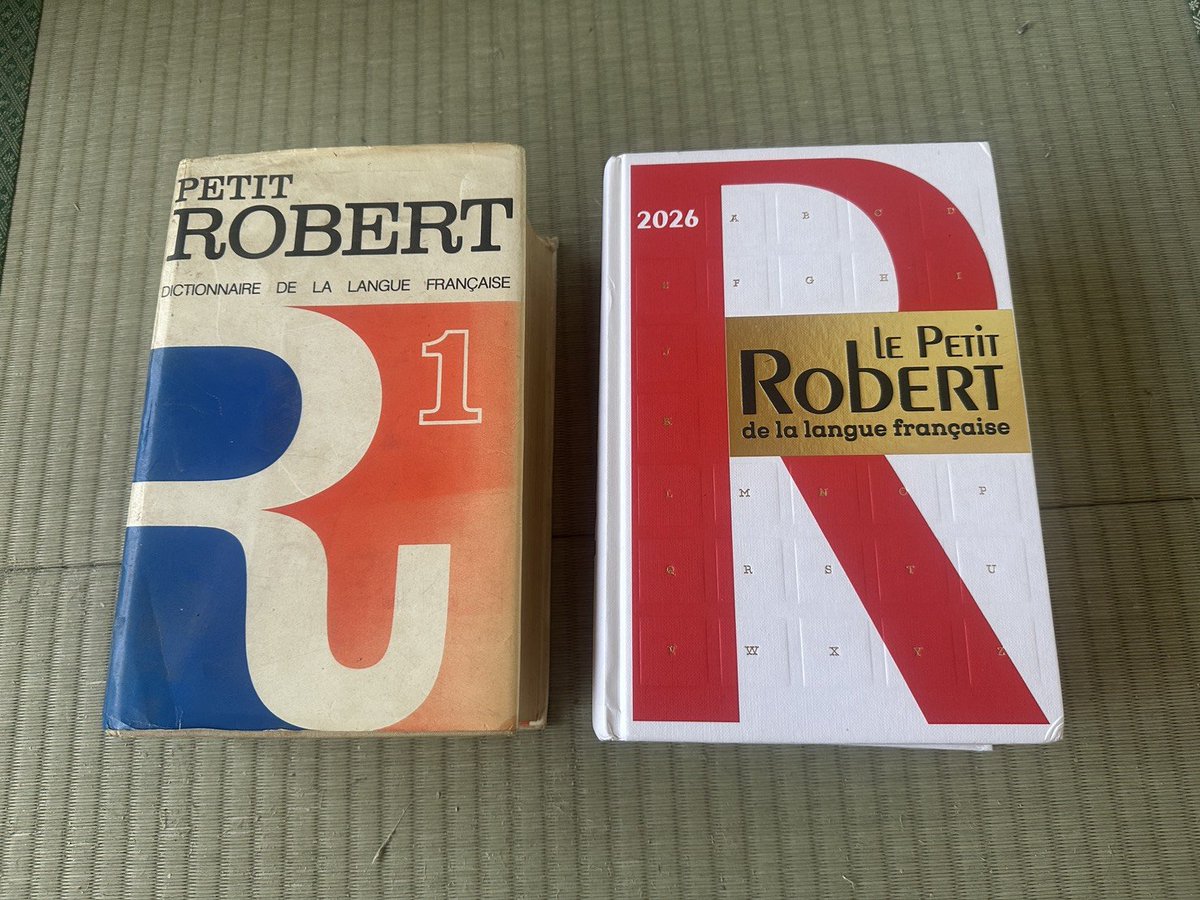 PETIT
ROBERT
DICTIONNAIRE DE LA LANGUE FRANÇAISE
1
2026
A B C D
E F G H I
le Petit
Robert
de la langue française
J
K
L M N O P
Q R S T U
V W X Y Z